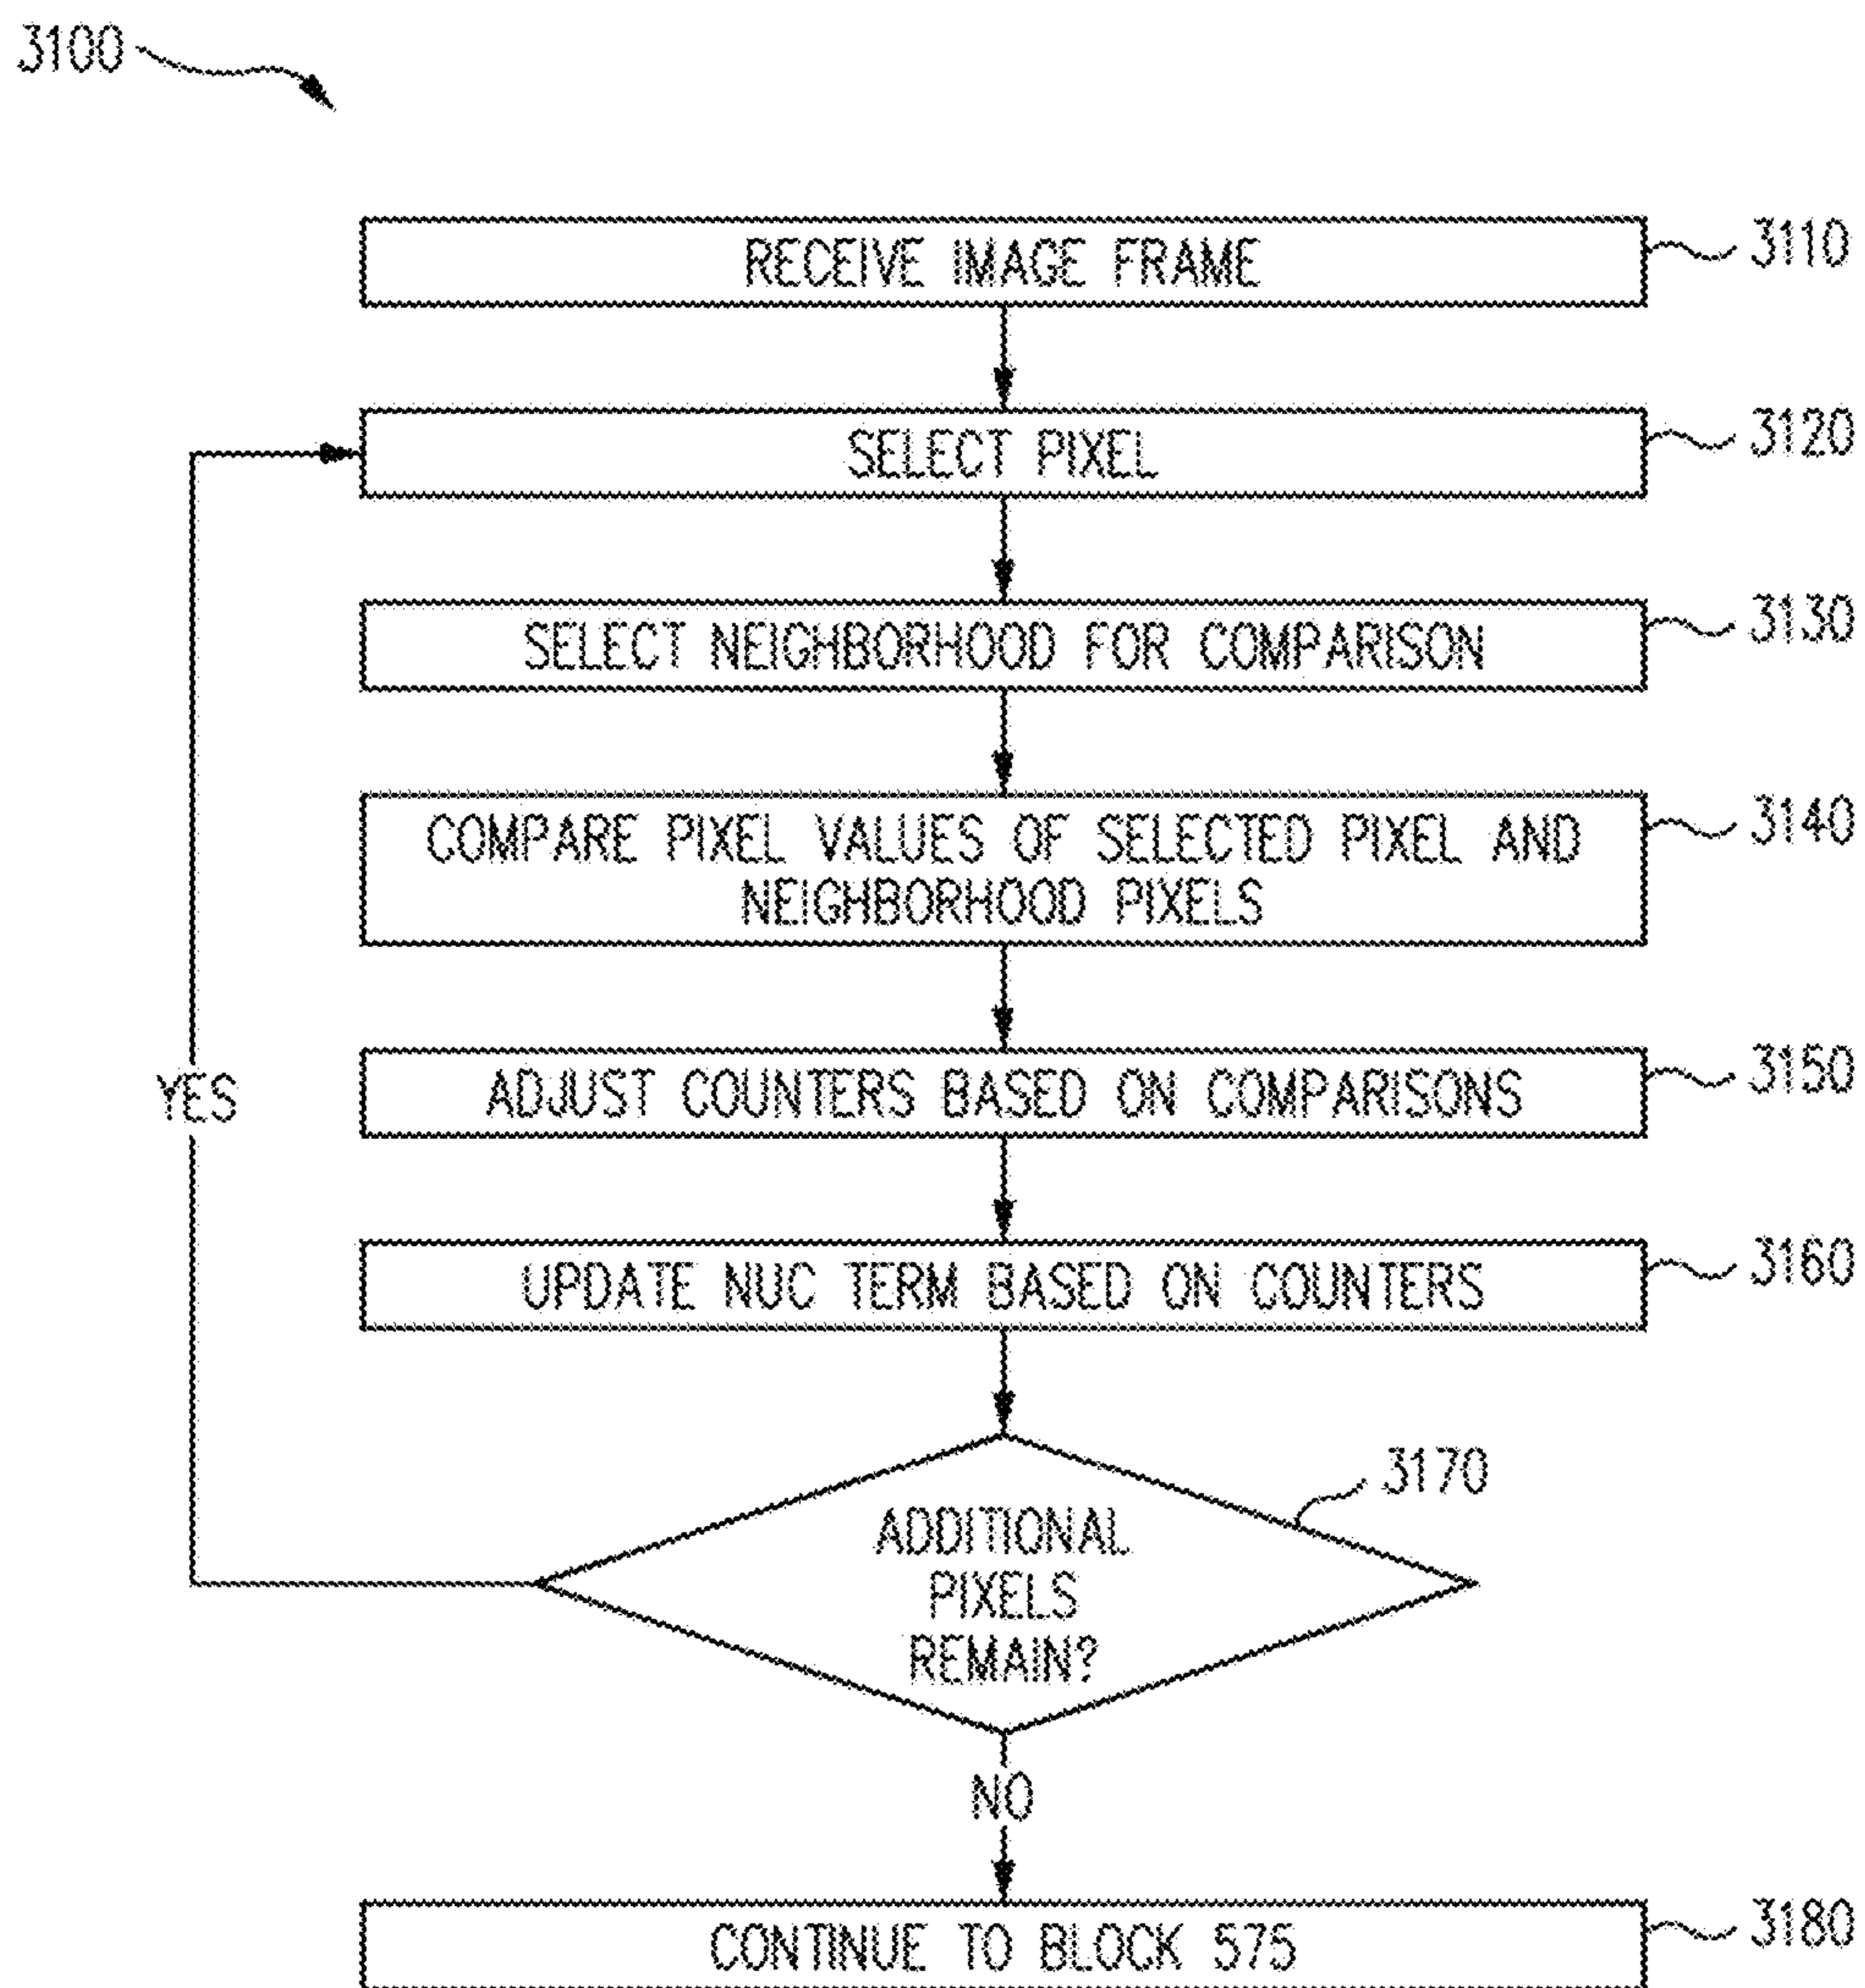 3100
RECEIVE IMAGE FRAME
3110
SELECT PIXEL
3120
SELECT NEIGHBORHOOD FOR COMPARISON
3130
COMPARE PIXEL VALUES OF SELECTED PIXEL AND
NEIGHBORHOOD PIXELS
3140
ADJUST COUNTERS BASED ON COMPARISONS
3150
YES
UPDATE NUC TERM BASED ON COUNTERS
3160
3170
ADDITIONAL
PIXELS
REMAIN?
NO
CONTINUE TO BLOCK 575
3180